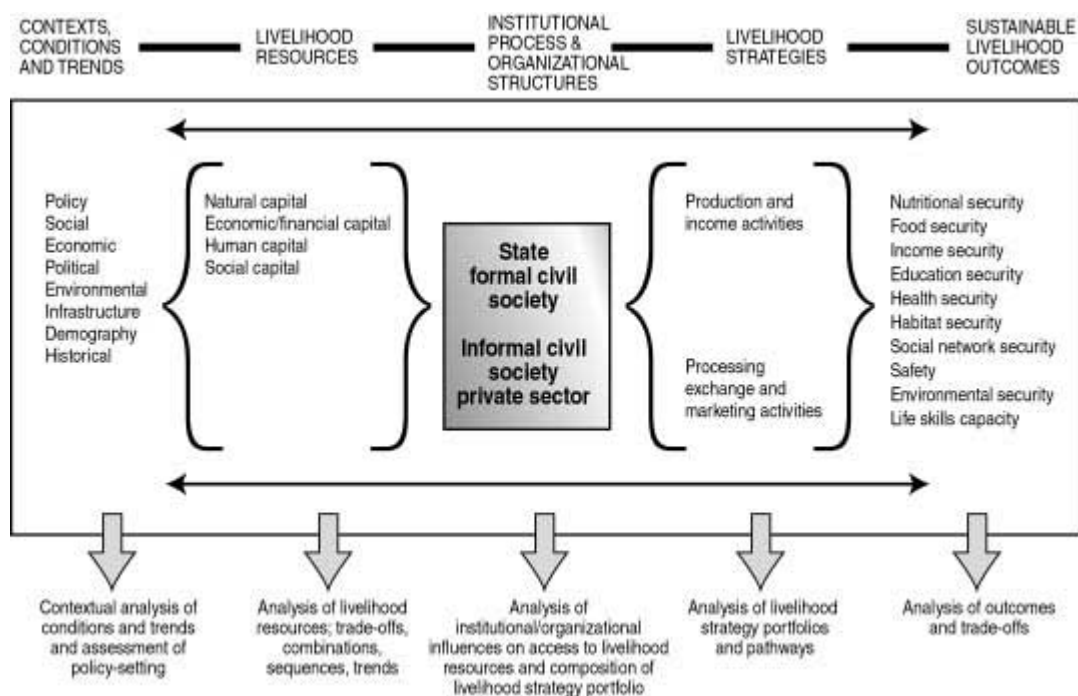 CONTEXTS,
CONDITIONS
AND TRENDS
LIVELIHOOD
RESOURCES
INSTITUTIONAL
PROCESS &
ORGANIZATIONAL
STRUCTURES
LIVELIHOOD
STRATEGIES
SUSTAINABLE
LIVELIHOOD
OUTCOMES
Policy
Social
Economic
Political
Environmental
Infrastructure
Demography
Historical
Natural capital
Economic/financial capital
Human capital
Social capital
State
formal civil
society
Informal civil
society
private sector
Production and
income activities
Processing
exchange and
marketing activities
Nutritional security
Food security
Income security
Education security
Health security
Habitat security
Social network security
Safety
Environmental security
Life skills capacity
Contextual analysis of
conditions and trends
and assessment of
policy-setting
Analysis of livelihood
resources; trade-offs,
combinations,
sequences, trends
Analysis of
institutional/organizational
influences on access to livelihood
resources and composition of
livelihood strategy portfolio
Analysis of livelihood
strategy portfolios
and pathways
Analysis of outcomes
and trade-offs